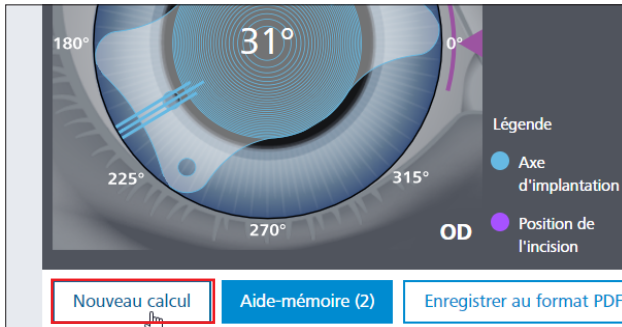 31°
180°
0°
Légende
Axe
d'implantation
225°
315°
Position de
l'incision
270°
OD
Nouveau calcul
Aide-mémoire (2)
Enregistrer au format PDF